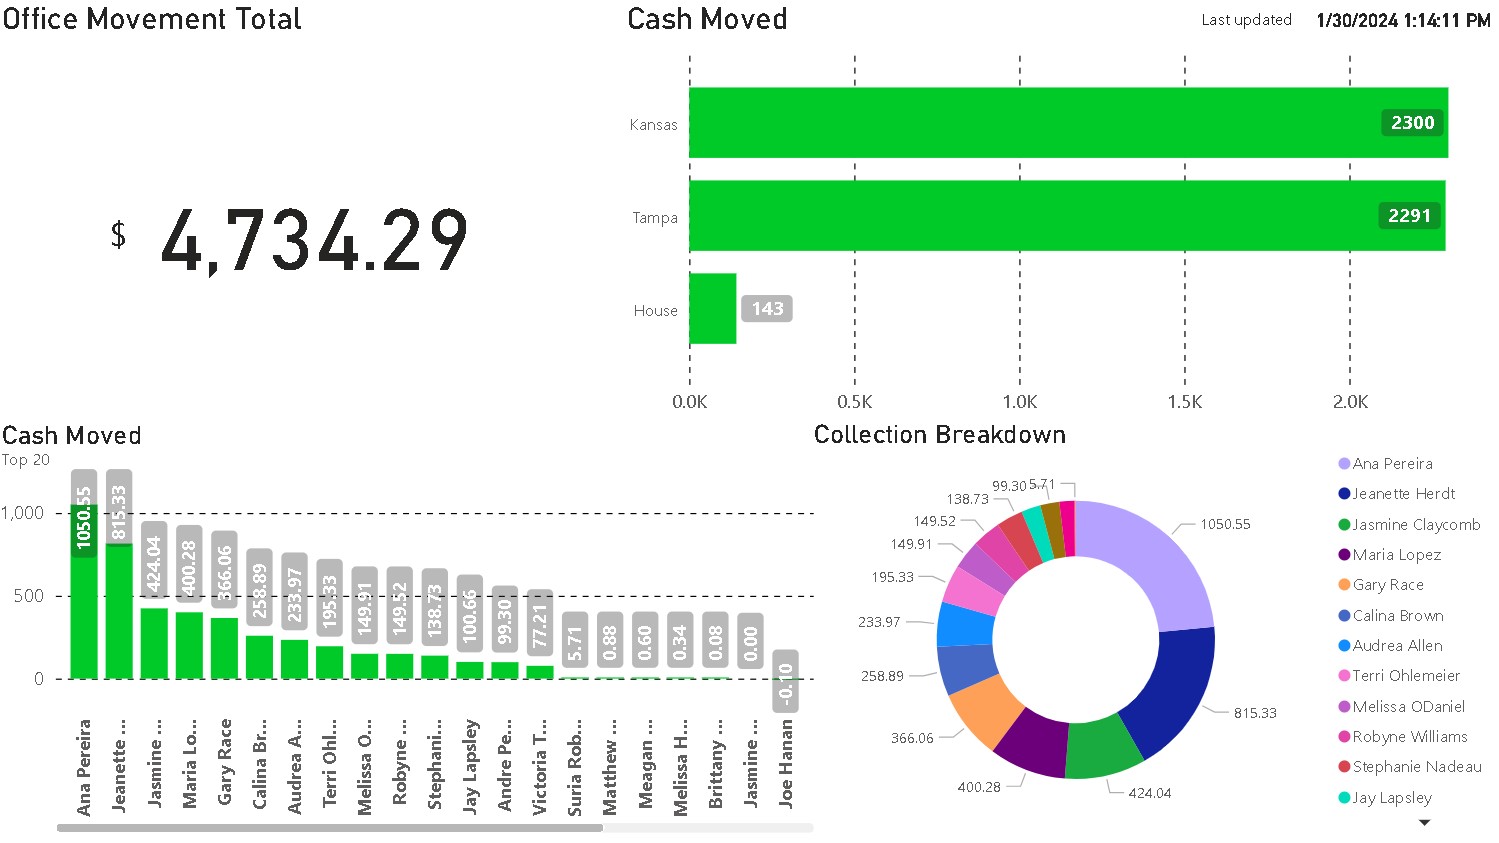 Office Movement Total
$ 4,734.29
Cash Moved
Last updated 1/30/2024 1:14:11 PM
Kansas 2300
Tampa 2291
House 143
0.0K 0.5K 1.0K 1.5K 2.0K
Cash Moved
Top 20
1,000
500
0
1050.55
815.33
424.04
400.28
366.06
258.89
233.97
195.33
149.91
149.52
138.73
100.66
99.30
77.21
5.71
0.88
0.60
0.34
0.08
0.00
-0.10
Ana Pereira
Jeanette ...
Jasmine ...
Maria Lo...
Gary Race
Calina Br...
Audrea A...
Terri Ohl...
Melissa O...
Robyne ...
Stephani...
Jay Lapsley
Andre Pe...
Victoria T...
Suria Rob...
Matthew ...
Meagan ...
Melissa H...
Brittany ...
Jasmine ...
Joe Hanan
Collection Breakdown
1050.55
815.33
424.04
400.28
366.06
258.89
233.97
195.33
149.91
149.52
138.73
99.30
5.71
Ana Pereira
Jeanette Herdt
Jasmine Claycomb
Maria Lopez
Gary Race
Calina Brown
Audrea Allen
Terri Ohlemeier
Melissa ODaniel
Robyne Williams
Stephanie Nadeau
Jay Lapsley